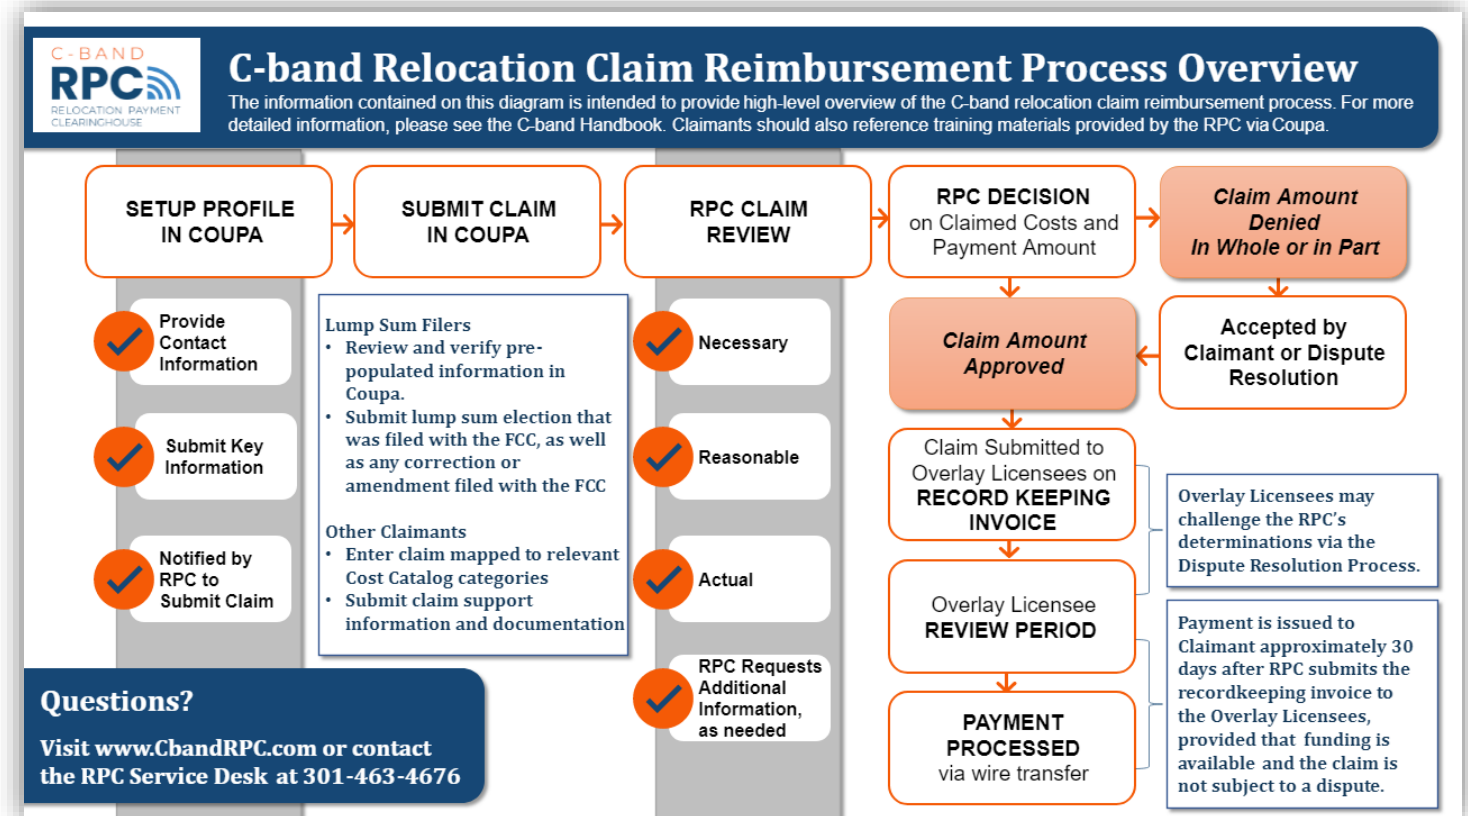 C-BAND
RPC
RELOCATION PAYMENT
CLEARINGHOUSE
C-band Relocation Claim Reimbursement Process Overview
The information contained on this diagram is intended to provide high-level overview of the C-band relocation claim reimbursement process. For more
detailed information, please see the C-band Handbook. Claimants should also reference training materials provided by the RPC via Coupa.
SETUP PROFILE
IN COUPA
SUBMIT CLAIM
IN COUPA
RPC CLAIM
REVIEW
RPC DECISION
on Claimed Costs and
Payment Amount
Claim Amount
Denied
In Whole or in Part
Provide
Contact
Information
Submit Key
Information
Notified by
RPC to
Submit Claim
Lump Sum Filers
• Review and verify pre-
populated information in
Coupa.
• Submit lump sum election that
was filed with the FCC, as well
as any correction or
amendment filed with the FCC
Other Claimants
• Enter claim mapped to relevant
Cost Catalog categories
• Submit claim support
information and documentation
Necessary
Reasonable
Actual
RPC Requests
Additional
Information,
as needed
Claim Amount
Approved
Accepted by
Claimant or Dispute
Resolution
Claim Submitted to
Overlay Licensees on
RECORD KEEPING
INVOICE
Overlay Licensee
REVIEW PERIOD
PAYMENT
PROCESSED
via wire transfer
Overlay Licensees may
challenge the RPC's
determinations via the
Dispute Resolution Process.
Payment is issued to
Claimant approximately 30
days after RPC submits the
recordkeeping invoice to
the Overlay Licensees,
provided that funding is
available and the claim is
not subject to a dispute.
Questions?
Visit www.CbandRPC.com or contact
the RPC Service Desk at 301-463-4676